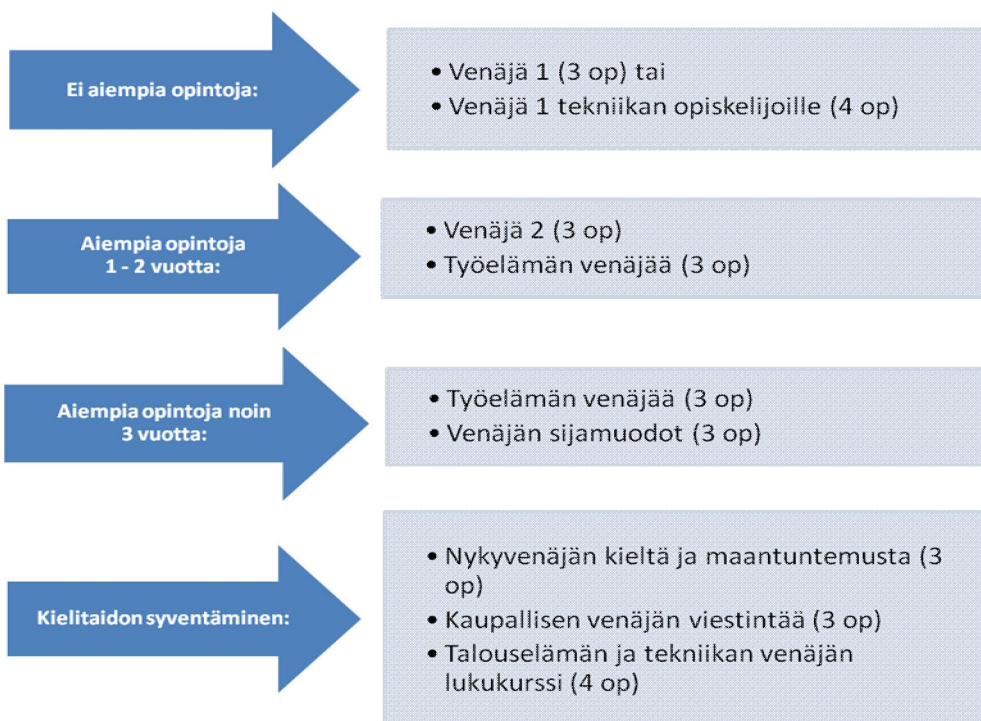 Ei aiempia opintoja:
• Venäjä 1 (3 op) tai
• Venäjä 1 tekniikan opiskelijoille (4 op)
Aiempia opintoja
1 - 2 vuotta:
• Venäjä 2 (3 op)
• Työelämän venäjää (3 op)
Aiempia opintoja noin
3 vuotta:
• Työelämän venäjää (3 op)
• Venäjän sijamuodot (3 op)
Kielitaidon syventäminen:
• Nykyvenäjän kieltä ja maantuntemusta (3
op)
• Kaupallisen venäjän viestintää (3 op)
• Talouselämän ja tekniikan venäjän
lukukurssi (4 op)